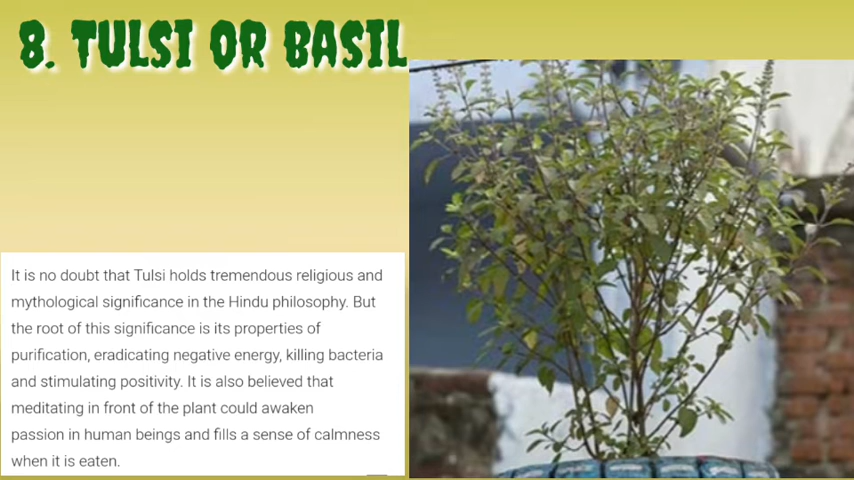 8. TULSI OR BASIL
It is no doubt that Tulsi holds tremendous religious and
mythological significance in the Hindu philosophy. But
the root of this significance is its properties of
purification, eradicating negative energy, killing bacteria
and stimulating positivity. It is also believed that
meditating in front of the plant could awaken
passion in human beings and fills a sense of calmness
when it is eaten.